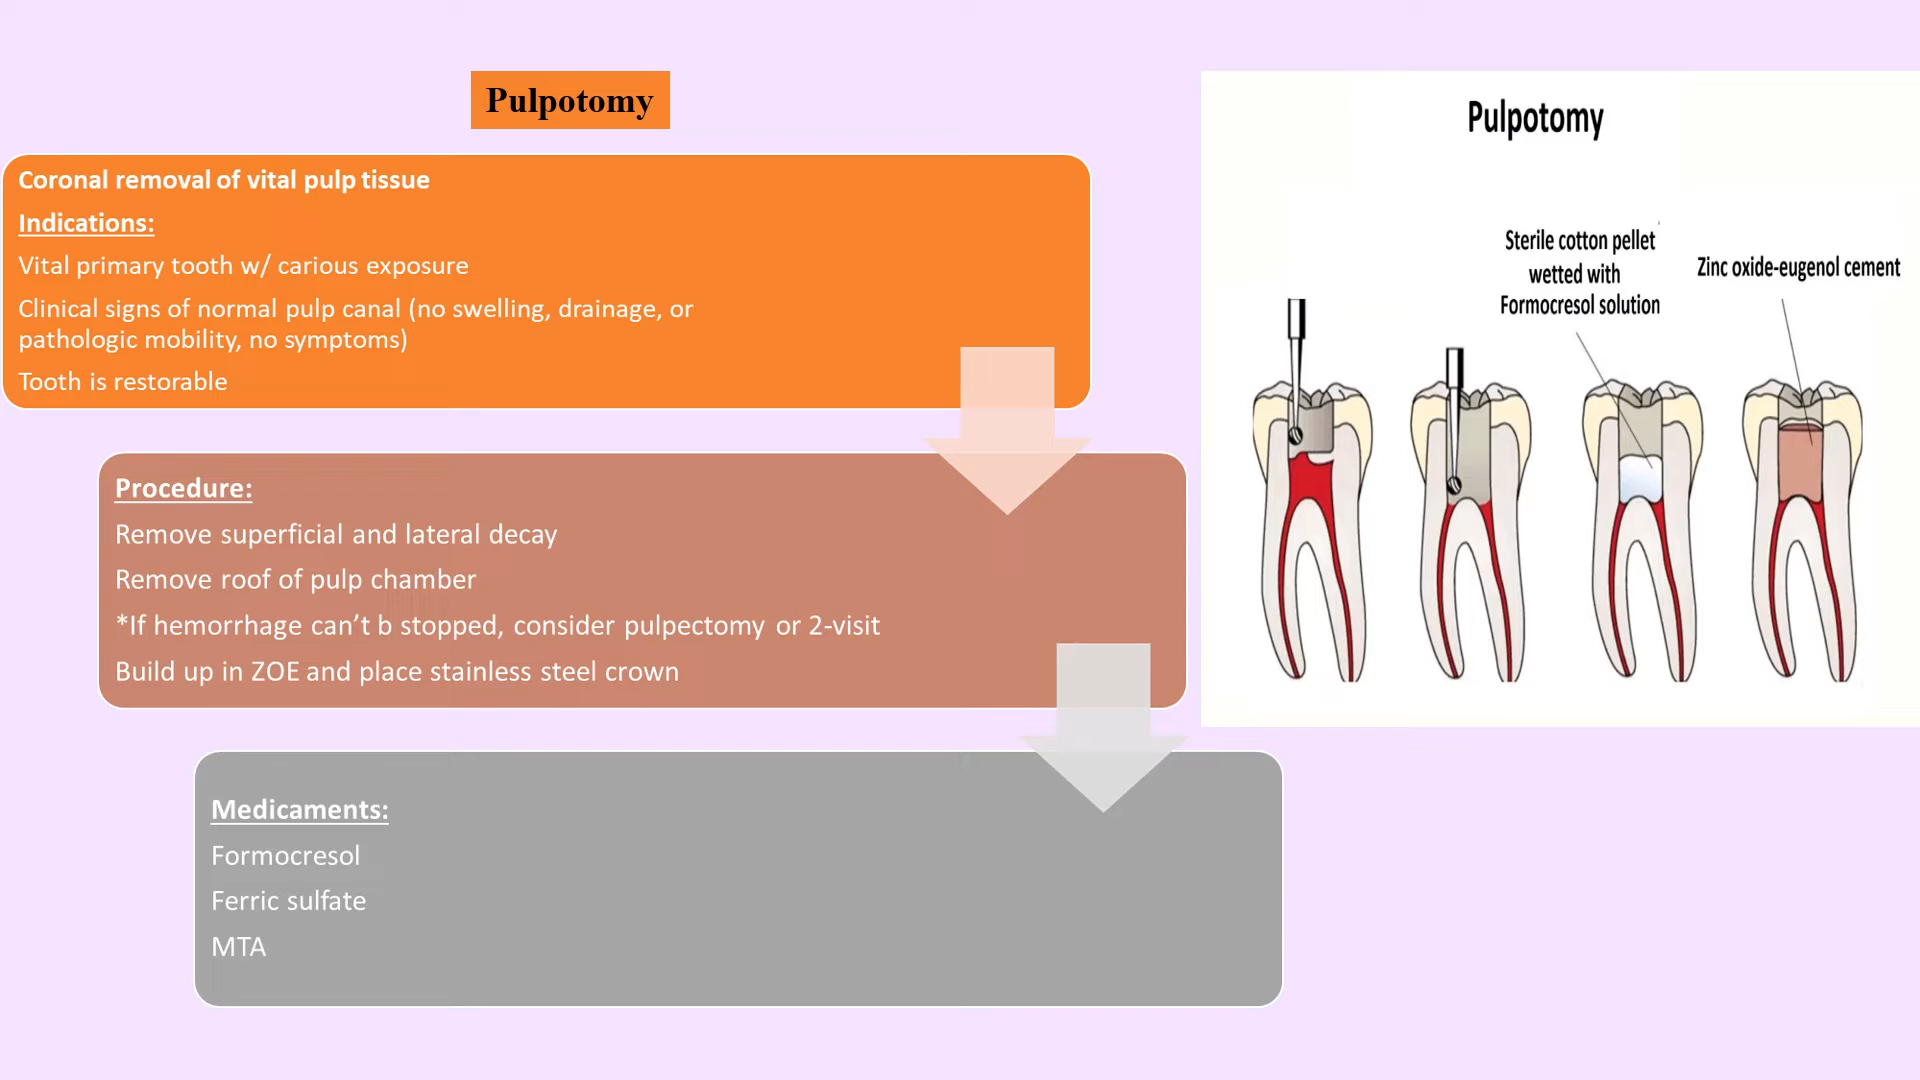 Pulpotomy
Coronal removal of vital pulp tissue
Indications:
Vital primary tooth w/ carious exposure
Clinical signs of normal pulp canal (no swelling, drainage, or
pathologic mobility, no symptoms)
Tooth is restorable
Procedure:
Remove superficial and lateral decay
Remove roof of pulp chamber
*If hemorrhage can’t b stopped, consider pulpectomy or 2-visit
Build up in ZOE and place stainless steel crown
Medicaments:
Formocresol
Ferric sulfate
MTA
Pulpotomy
Sterile cotton pellet
wetted with
Formocresol solution
Zinc oxide-eugenol cement